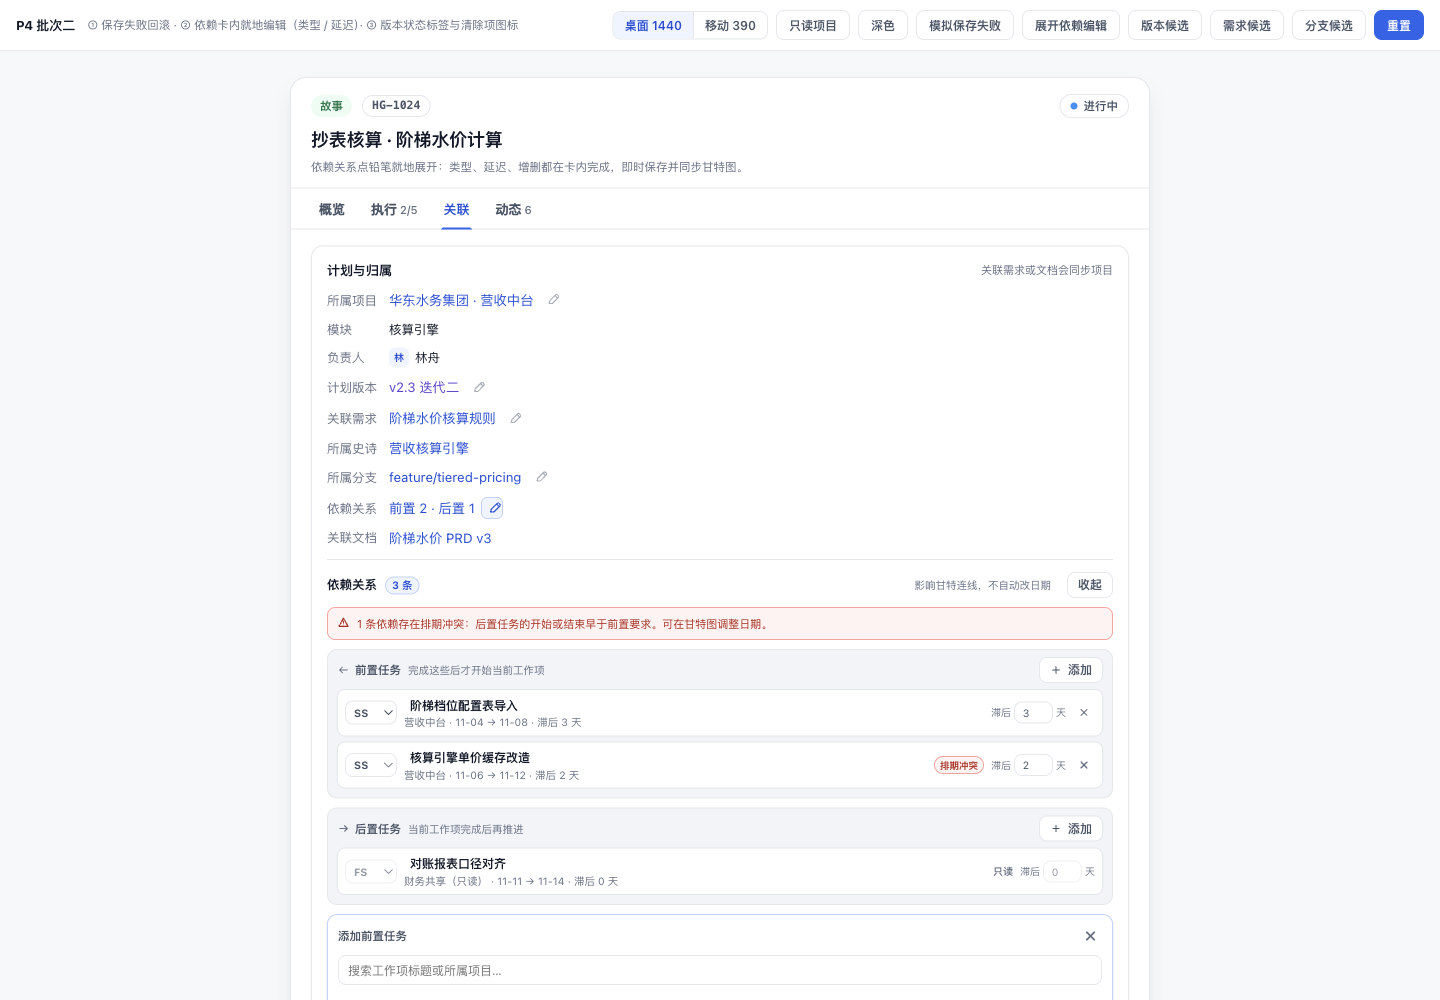 P4 批次二 ① 保存失败回滚 · ② 依赖卡内就地编辑（类型 / 延迟）· ③ 版本状态标签与清除项图标 桌面 1440 移动 390 只读项目 深色 模拟保存失败 展开依赖编辑 版本候选 需求候选 分支候选 重置
故事 HG-1024 进行中
抄表核算 · 阶梯水价计算
依赖关系点铅笔就地展开：类型、延迟、增删都在卡内完成，即时保存并同步甘特图。
概览 执行 2/5 关联 动态 6
计划与归属 关联需求或文档会同步项目
所属项目 华东水务集团 · 营收中台
模块 核算引擎
负责人 林 林舟
计划版本 v2.3 迭代二
关联需求 阶梯水价核算规则
所属史诗 营收核算引擎
所属分支 feature/tiered-pricing
依赖关系 前置 2 · 后置 1
关联文档 阶梯水价 PRD v3
依赖关系 3 条 影响甘特连线，不自动改日期 收起
1 条依赖存在排期冲突：后置任务的开始或结束早于前置要求。可在甘特图调整日期。
← 前置任务 完成这些后才开始当前工作项 + 添加
SS 阶梯档位配置表导入 滞后 3 天 ×
营收中台 · 11-04 → 11-08 · 滞后 3 天
SS 核算引擎单价缓存改造 排期冲突 滞后 2 天 ×
营收中台 · 11-06 → 11-12 · 滞后 2 天
→ 后置任务 当前工作项完成后再推进 + 添加
FS 对账报表口径对齐 只读 滞后 0 天
财务共享（只读） · 11-11 → 11-14 · 滞后 0 天
添加前置任务 ×
搜索工作项标题或所属项目...